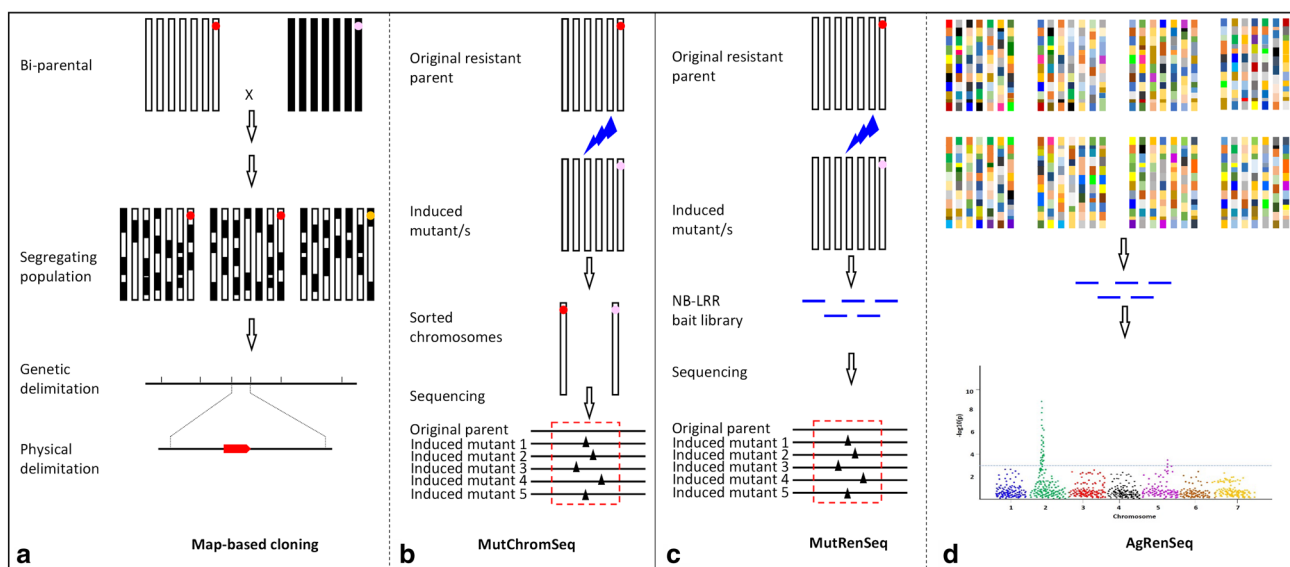 Bi-parental
X
Segregating
population
Genetic
delimitation
Physical
delimitation
a
Map-based cloning
Original resistant
parent
Induced
mutant/s
Sorted
chromosomes
Sequencing
Original parent
Induced mutant 1
Induced mutant 2
Induced mutant 3
Induced mutant 4
Induced mutant 5
b
MutChromSeq
Original resistant
parent
Induced
mutant/s
NB-LRR
bait library
Sequencing
Original parent
Induced mutant 1
Induced mutant 2
Induced mutant 3
Induced mutant 4
Induced mutant 5
c
MutRenSeq
-log10(p)
10
8
6
4
2
1 2 3 4 5 6 7
Chromosome
d
AgRenSeq